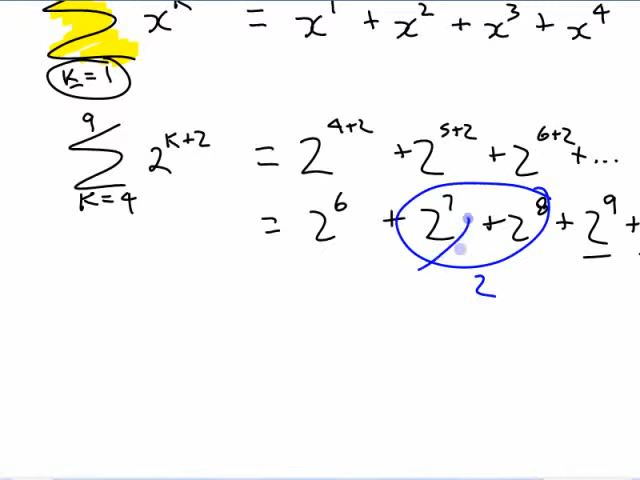 ∑ x^k = x^1 + x^2 + x^3 + x^4
k=1
9
∑ 2^{k+2} = 2^{4+2} + 2^{5+2} + 2^{6+2} + ...
k=4
= 2^6 + 2^7 + 2^8 + 2^9 +
2